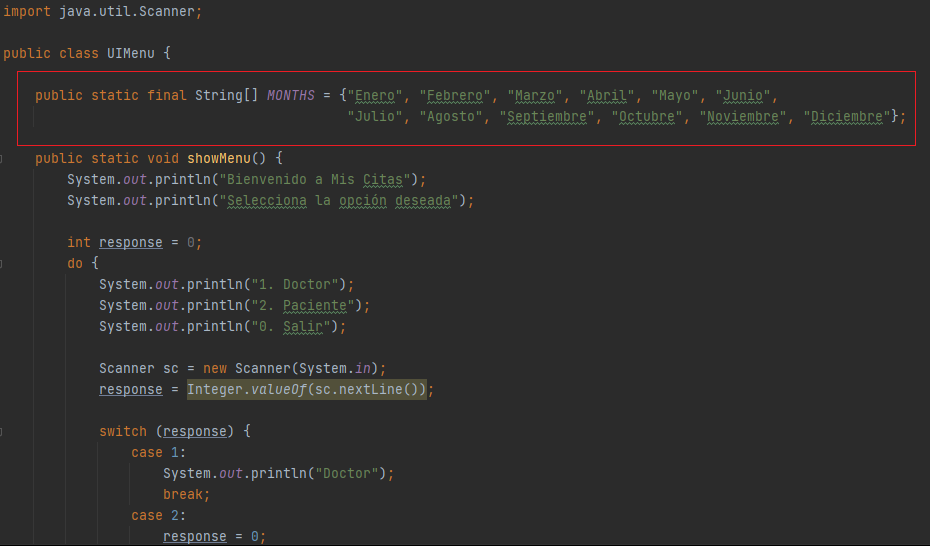 import java.util.Scanner;
public class UIMenu {
public static final String[] MONTHS = {"Enero", "Febrero", "Marzo", "Abril", "Mayo", "Junio",
"Julio", "Agosto", "Septiembre", "Octubre", "Noviembre", "Diciembre"};
public static void showMenu() {
System.out.println("Bienvenido a Mis Citas");
System.out.println("Selecciona la opción deseada");
int response = 0;
do {
System.out.println("1. Doctor");
System.out.println("2. Paciente");
System.out.println("0. Salir");
Scanner sc = new Scanner(System.in);
response = Integer.valueOf(sc.nextLine());
switch (response) {
case 1:
System.out.println("Doctor");
break;
case 2:
response = 0;